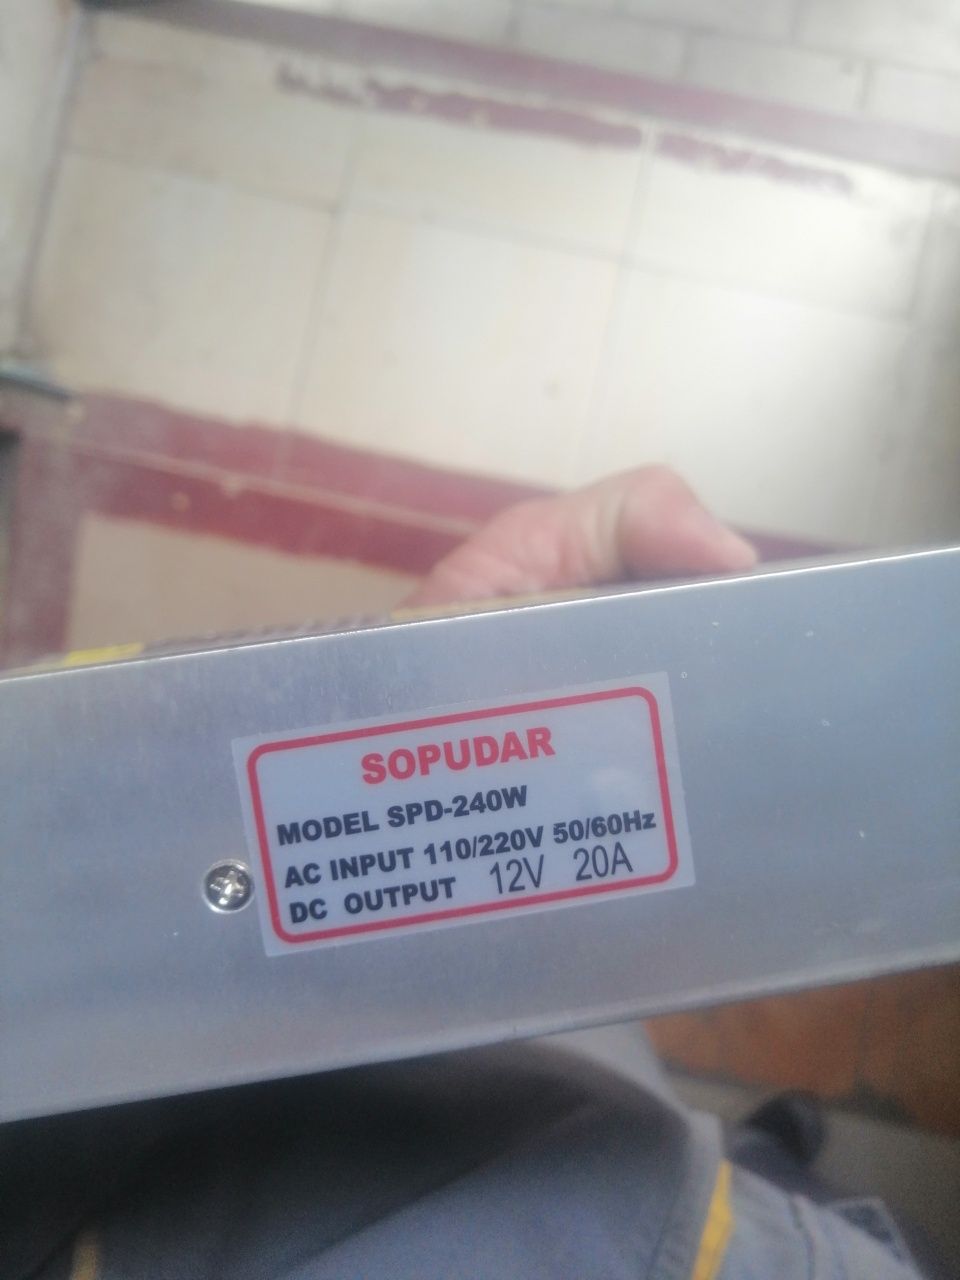 SOPUDAR
MODEL SPD-240W
AC INPUT 110/220V 50/60Hz
DC OUTPUT 12V 20A